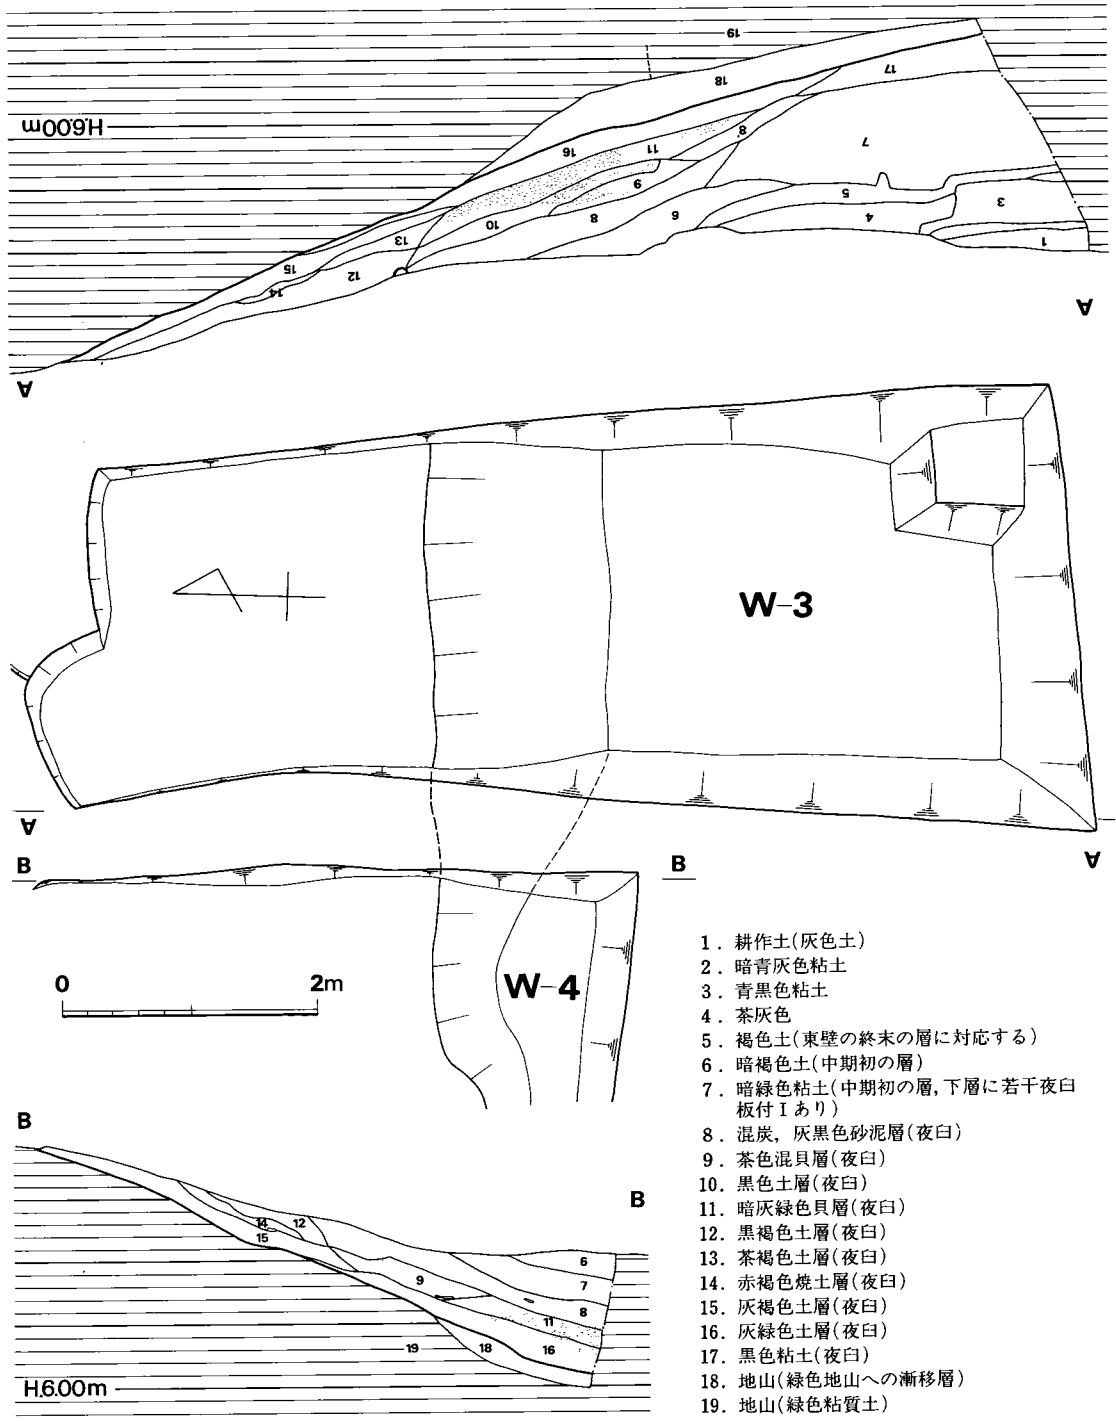 19
18
17
H.6.00m
16
11
8
7
9
5
3
10
8
6
4
13
1
15
12
14
A
A
W-3
A
A
B
B
W-4
0 2m
B
B
14
12
15
6
9
7
8
11
16
19
18
H.6.00m
1. 耕作土(灰色土)
2. 暗青灰色粘土
3. 青黒色粘土
4. 茶灰色
5. 褐色土(東壁の終末の層に対応する)
6. 暗褐色土(中期初の層)
7. 暗緑色粘土(中期初の層,下層に若干夜臼
板付Ⅰあり)
8. 混炭，灰黒色砂泥層(夜臼)
9. 茶色混貝層(夜臼)
10. 黒色土層(夜臼)
11. 暗灰緑色貝層(夜臼)
12. 黒褐色土層(夜臼)
13. 茶褐色土層(夜臼)
14. 赤褐色焼土層(夜臼)
15. 灰褐色土層(夜臼)
16. 灰緑色土層(夜臼)
17. 黒色粘土(夜臼)
18. 地山(緑色地山への漸移層)
19. 地山(緑色粘質土)